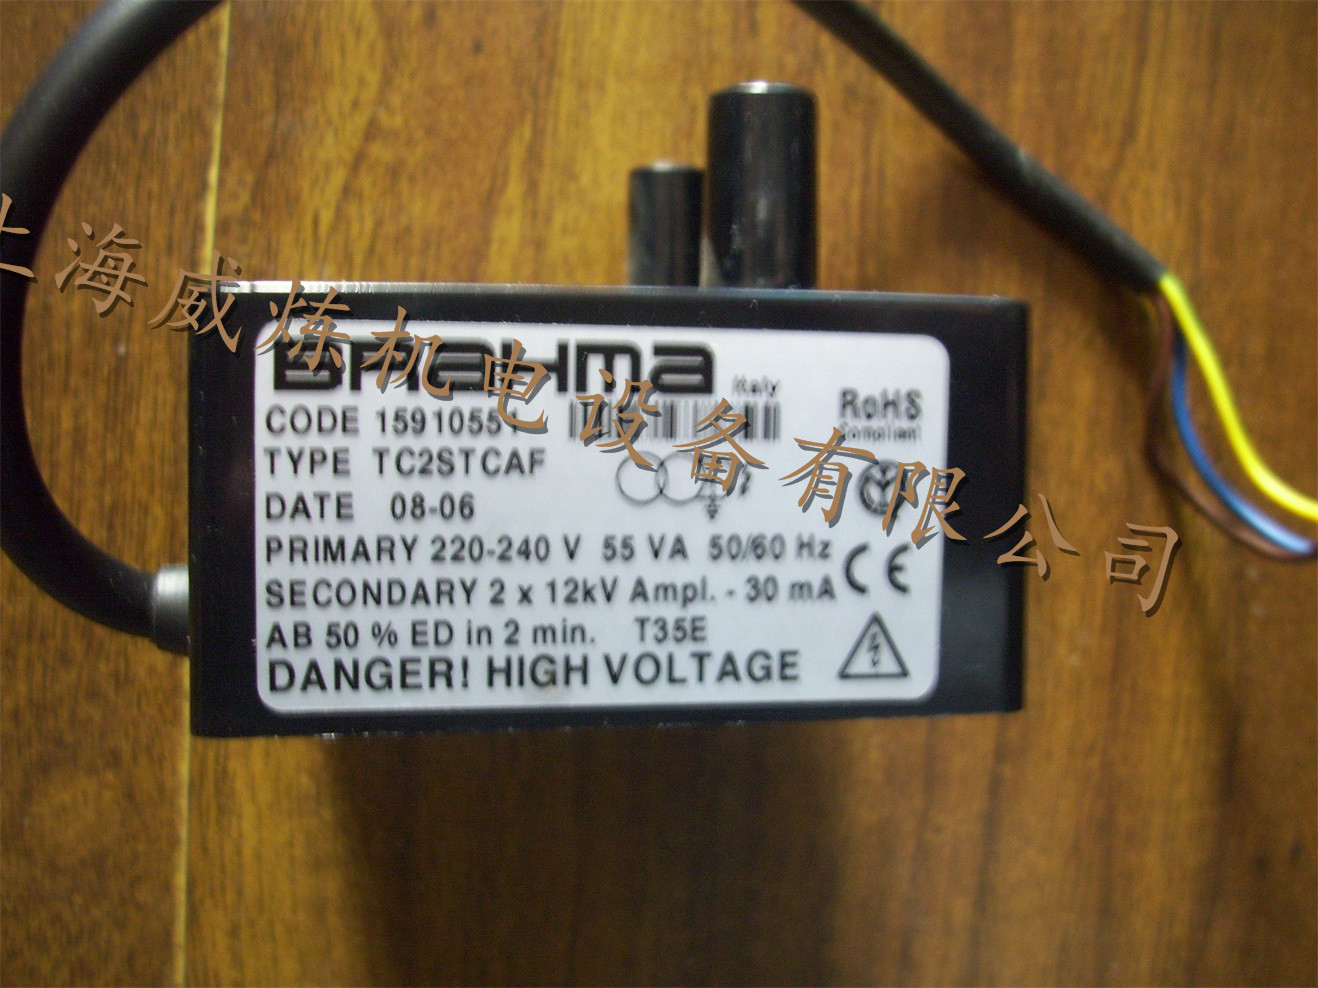 上海威炼机电设备有限公司
BRAHMA
Italy
CODE 15910551
TYPE TC2STCAF
DATE 08-06
RoHS
Compliant
PRIMARY 220-240 V 55 VA 50/60 Hz
CE
SECONDARY 2 x 12kV Ampl. - 30 mA
AB 50 % ED in 2 min. T35E
DANGER! HIGH VOLTAGE